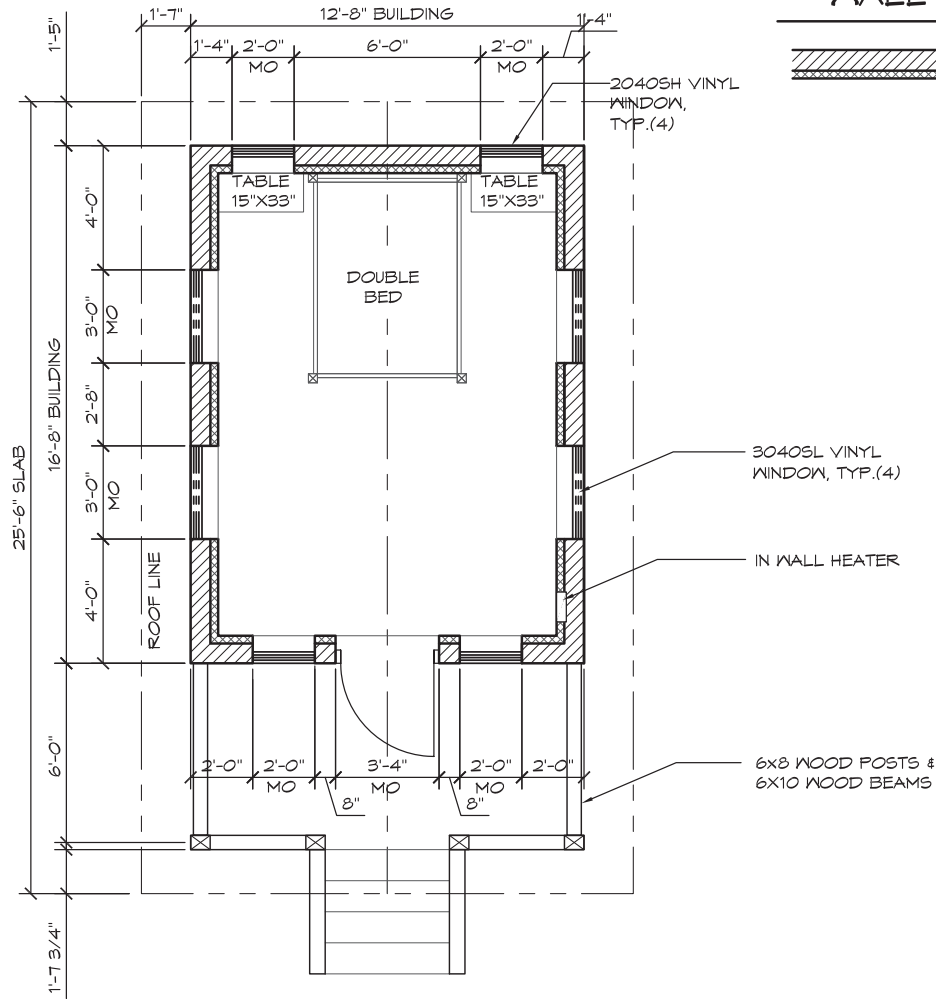 1'-7"
12'-8" BUILDING
1'-4"
1'-5"
1'-4"
2'-0"
MO
6'-0"
2'-0"
MO
2040SH VINYL
WINDOW,
TYP.(4)
TABLE
15"X33"
TABLE
15"X33"
4'-0"
DOUBLE
BED
3'-0"
MO
16'-8" BUILDING
2'-8"
25'-6" SLAB
3'-0"
MO
3040SL VINYL
WINDOW, TYP.(4)
IN WALL HEATER
4'-0"
ROOF LINE
6'-0"
2'-0"
2'-0"
MO
8"
3'-4"
MO
8"
2'-0"
MO
2'-0"
6x8 WOOD POSTS &
6X10 WOOD BEAMS
1'-7 3/4"